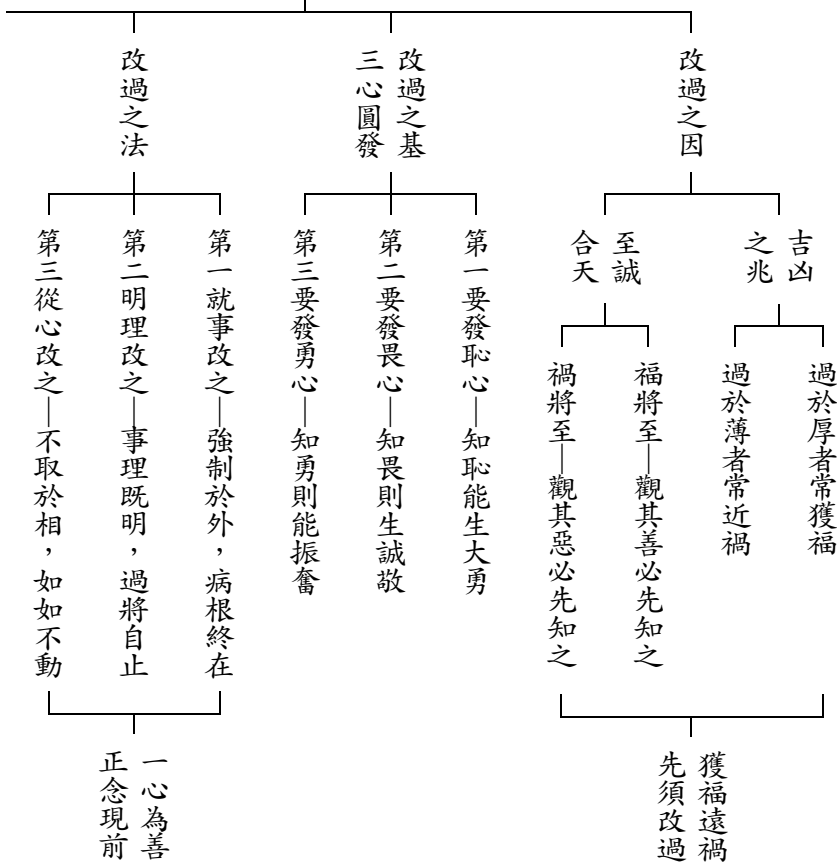 改過之因
吉凶
之兆
過於厚者常獲福
過於薄者常近禍
至誠
合天
福將至—觀其善必先知之
禍將至—觀其惡必先知之
獲福遠禍
先須改過
改過之基
三心圓發
第一要發恥心—知恥能生大勇
第二要發畏心—知畏則生誠敬
第三要發勇心—知勇則能振奮
改過之法
第一就事改之—強制於外，病根終在
第二明理改之—事理既明，過將自止
第三從心改之—不取於相，如如不動
一心為善
正念現前